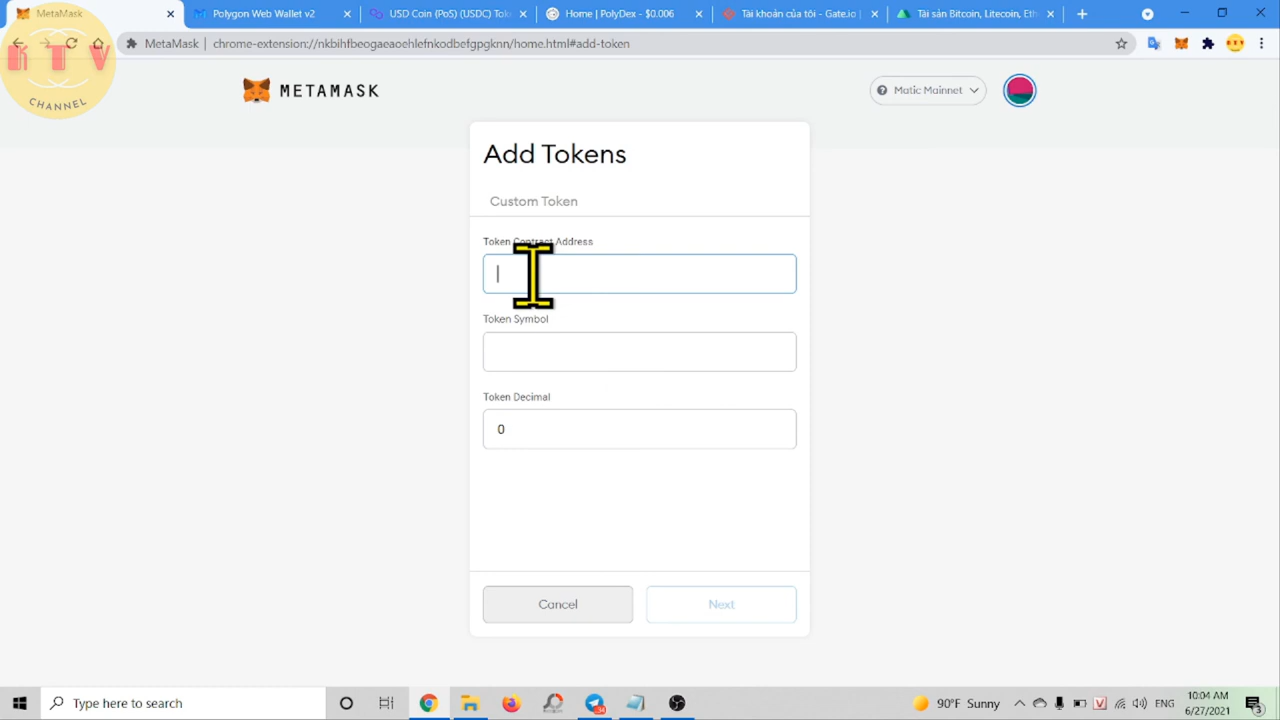 MetaMask
Polygon Web Wallet v2
USD Coin (PoS) (USDC) Token
Home | PolyDex - $0.006
Tài khoản của tôi - Gate.io |
Tài sản Bitcoin, Litecoin, Eth
MetaMask | chrome-extension://nkbihfbeogaeaoehlefnkodbefgpgknn/home.html#add-token
KTV
CHANNEL
METAMASK
Matic Mainnet
Add Tokens
Custom Token
Token Contract Address
Token Symbol
Token Decimal
0
Cancel
Next
Type here to search
90°F Sunny
ENG
10:04 AM
6/27/2021
3